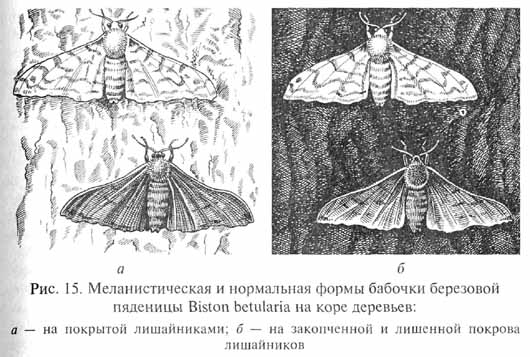 а
б
Рис. 15. Меланистическая и нормальная формы бабочки березовой
пяденицы Biston betularia на коре деревьев:
а — на покрытой лишайниками; б — на закопченной и лишенной покрова
лишайников